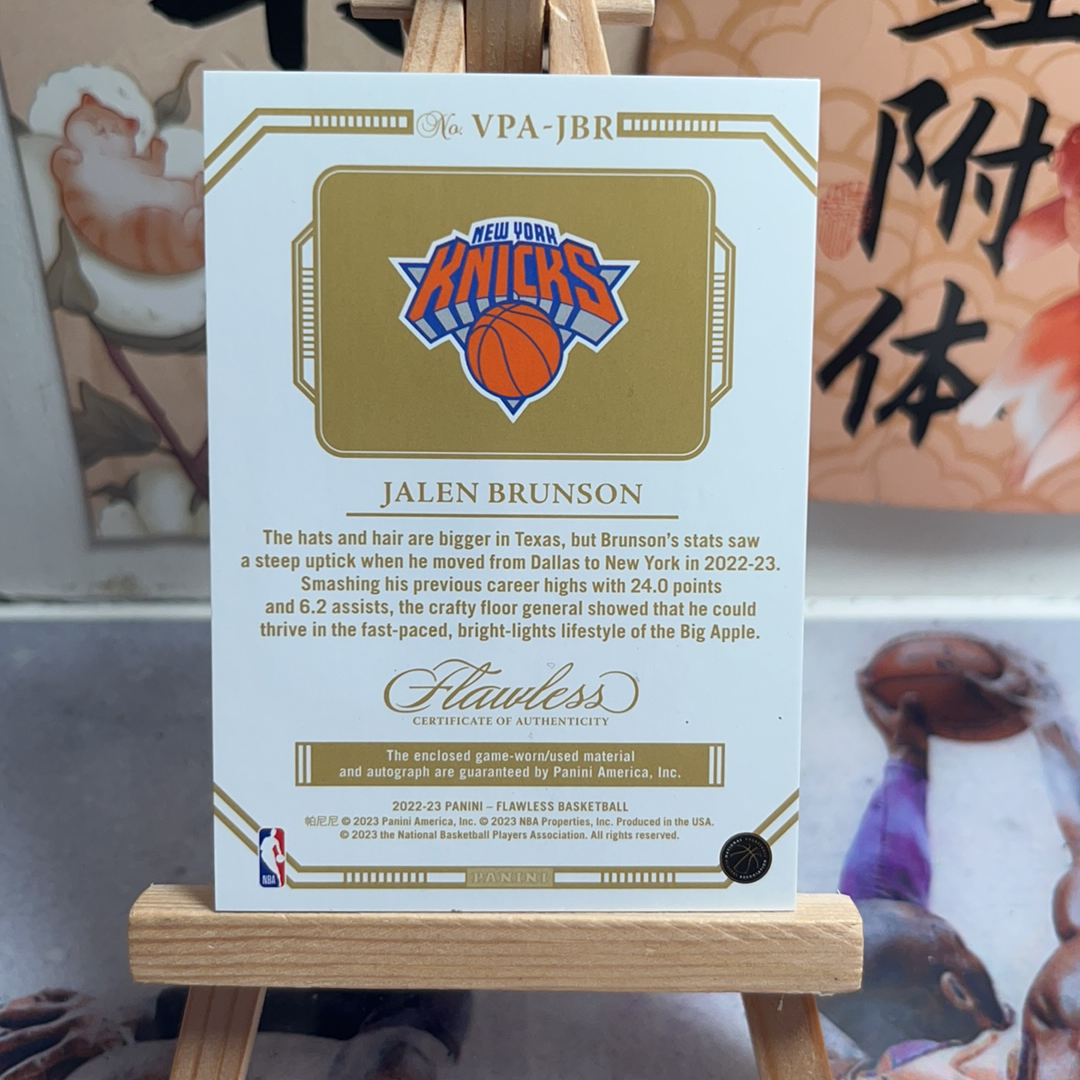 No. VPA-JBR
NEW YORK
KNICKS
JALEN BRUNSON
The hats and hair are bigger in Texas, but Brunson's stats saw
a steep uptick when he moved from Dallas to New York in 2022-23.
Smashing his previous career highs with 24.0 points
and 6.2 assists, the crafty floor general showed that he could
thrive in the fast-paced, bright-lights lifestyle of the Big Apple.
Flawless
CERTIFICATE OF AUTHENTICITY
The enclosed game-worn/used material
and autograph are guaranteed by Panini America, Inc.
2022-23 PANINI – FLAWLESS BASKETBALL
帕尼尼 © 2023 Panini America, Inc. © 2023 NBA Properties, Inc. Produced in the USA.
© 2023 the National Basketball Players Association. All rights reserved.
NBA
PANINI
附
体